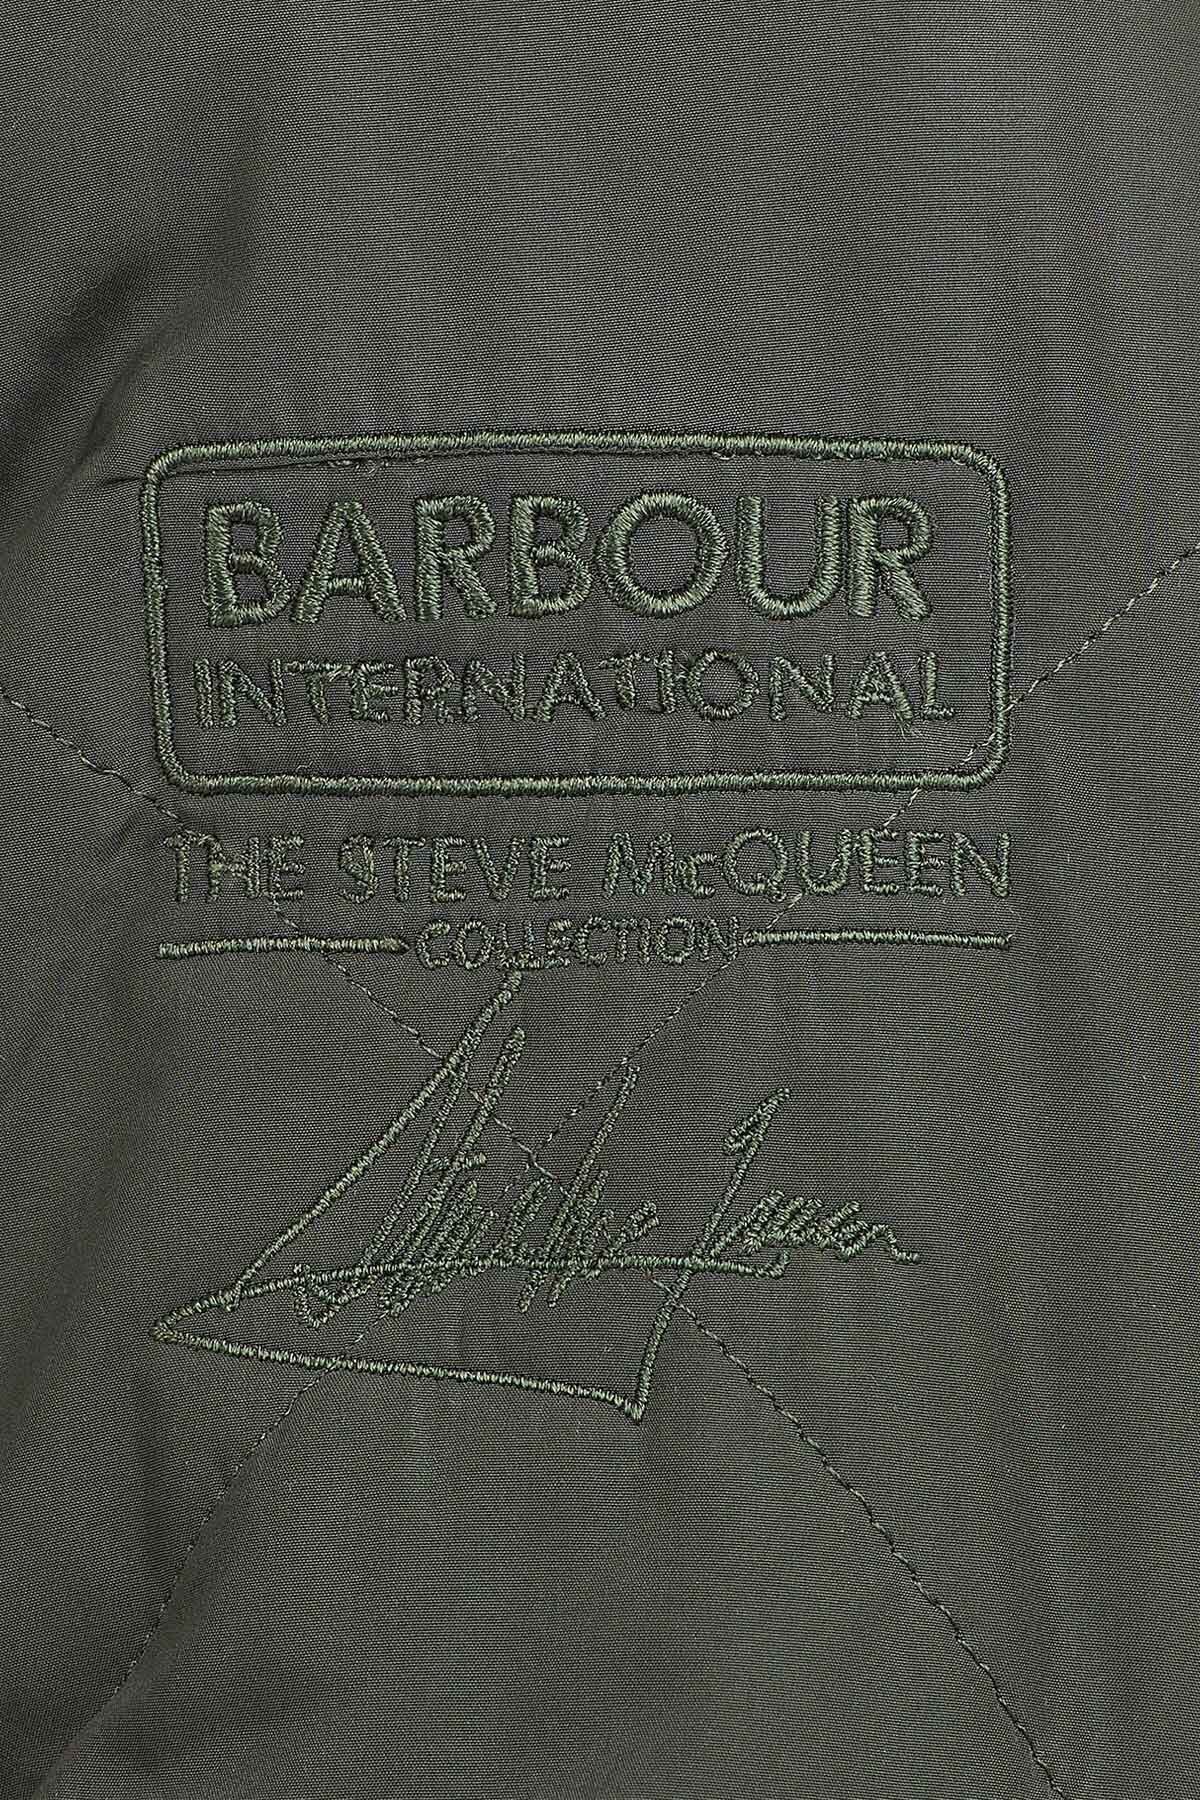 BARBOUR
INTERNATIONAL
THE STEVE McQUEEN
COLLECTION